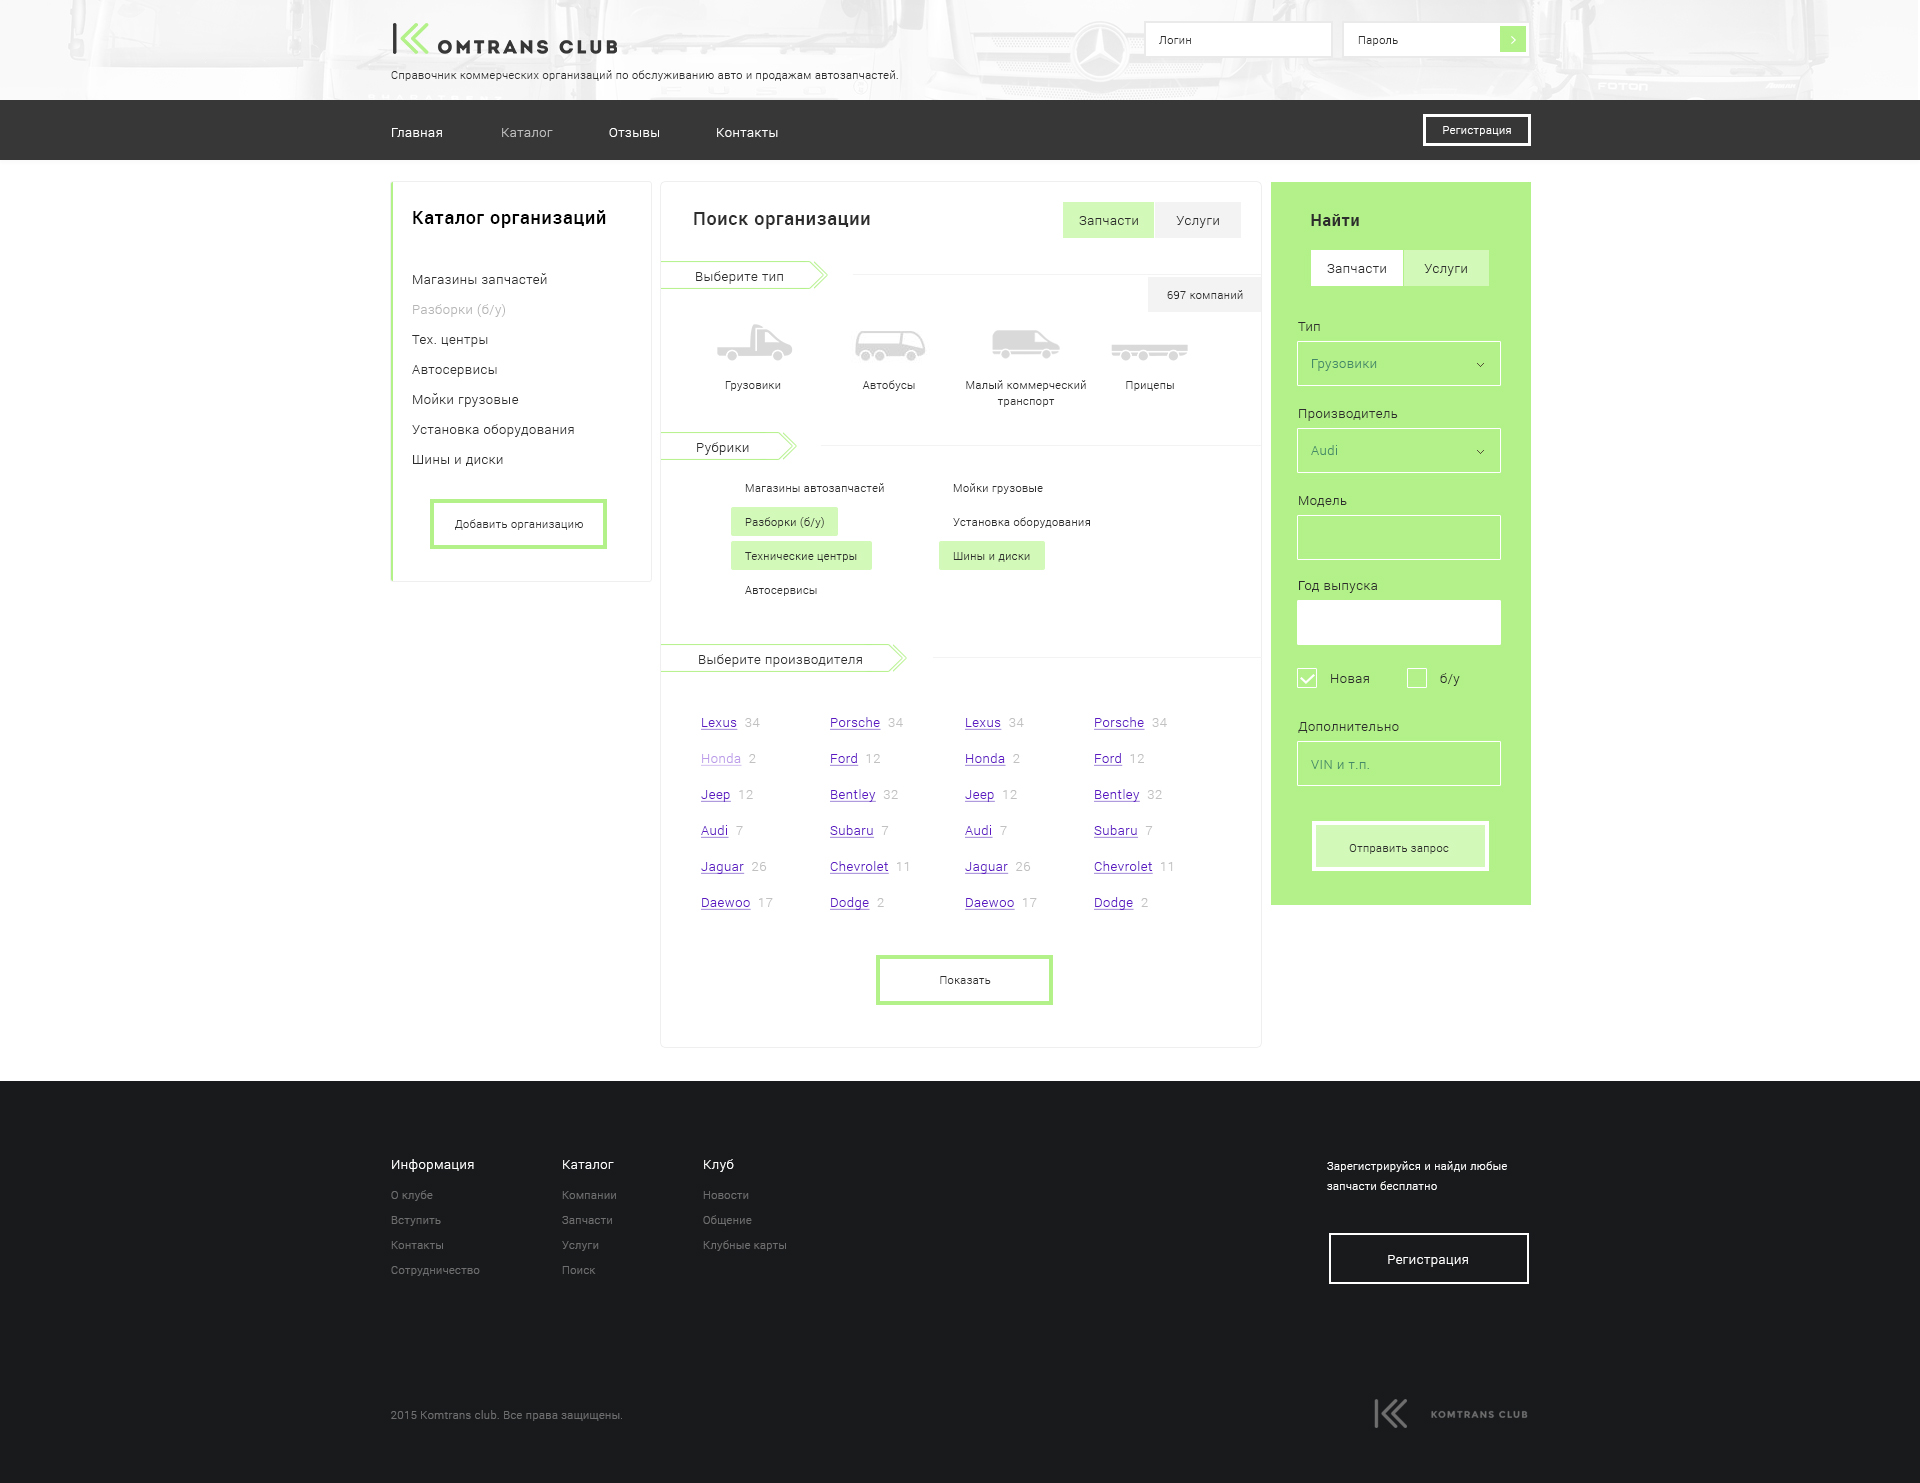 OMTRANS CLUB
Справочник коммерческих организаций по обслуживанию авто и продажам автозапчастей.
Логин
Пароль
FUSO
FOTON
Главная
Каталог
Отзывы
Контакты
Регистрация
Каталог организаций
Магазины запчастей
Разборки (б/у)
Тех. центры
Автосервисы
Мойки грузовые
Установка оборудования
Шины и диски
Добавить организацию
Поиск организации
Запчасти
Услуги
Выберите тип
697 компаний
Грузовики
Автобусы
Малый коммерческий
транспорт
Прицепы
Рубрики
Магазины автозапчастей
Мойки грузовые
Разборки (б/у)
Установка оборудования
Технические центры
Шины и диски
Автосервисы
Выберите производителя
Lexus 34
Porsche 34
Lexus 34
Porsche 34
Honda 2
Ford 12
Honda 2
Ford 12
Jeep 12
Bentley 32
Jeep 12
Bentley 32
Audi 7
Subaru 7
Audi 7
Subaru 7
Jaguar 26
Chevrolet 11
Jaguar 26
Chevrolet 11
Daewoo 17
Dodge 2
Daewoo 17
Dodge 2
Показать
Найти
Запчасти
Услуги
Тип
Грузовики
Производитель
Audi
Модель
Год выпуска
Новая
б/у
Дополнительно
VIN и т.п.
Отправить запрос
Информация
О клубе
Вступить
Контакты
Сотрудничество
Каталог
Компании
Запчасти
Услуги
Поиск
Клуб
Новости
Общение
Клубные карты
Зарегистрируйся и найди любые
запчасти бесплатно
Регистрация
2015 Komtrans club. Все права защищены.
KOMTRANS CLUB